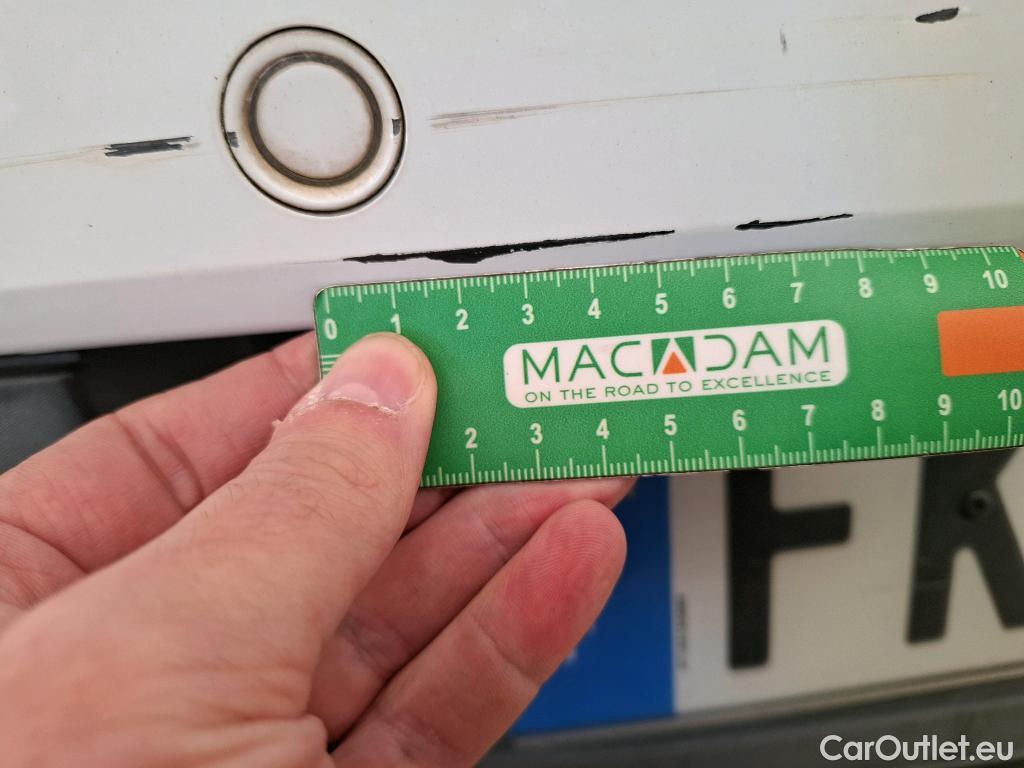 0 1 2 3 4 5 6 7 8 9 10
MACADAM
ON THE ROAD TO EXCELLENCE
2 3 4 5 6 7 8 9 10
FK
CarOutlet.eu